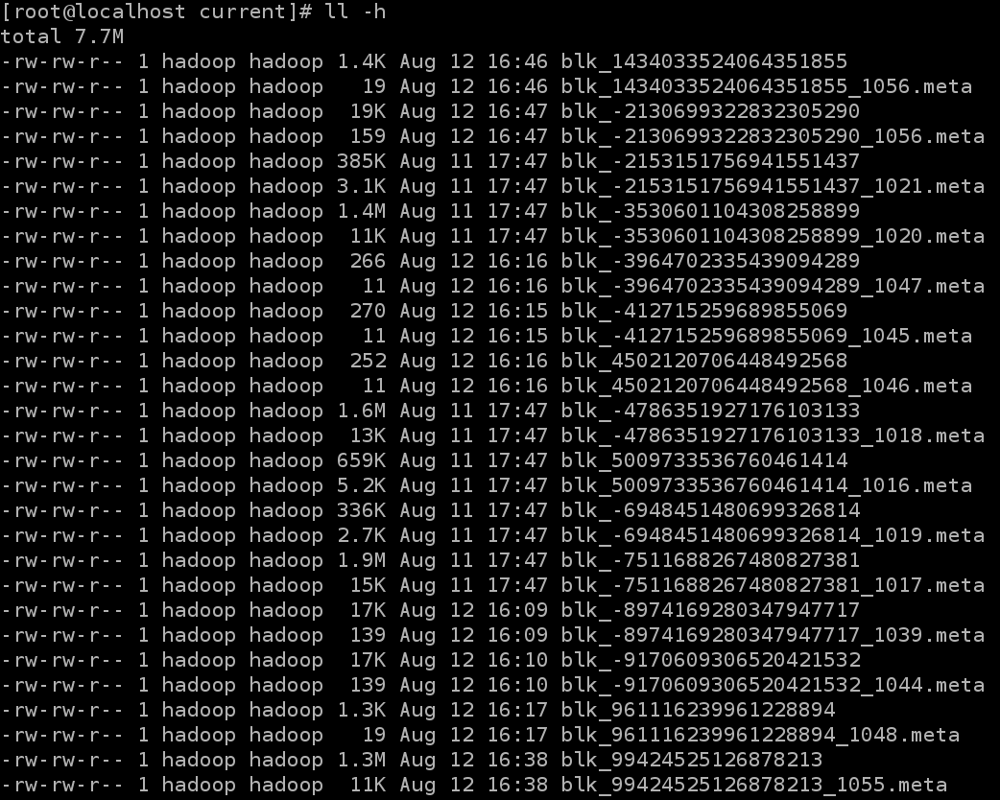 [root@localhost current]# ll -h
total 7.7M
-rw-rw-r-- 1 hadoop hadoop 1.4K Aug 12 16:46 blk_1434033524064351855
-rw-rw-r-- 1 hadoop hadoop   19 Aug 12 16:46 blk_1434033524064351855_1056.meta
-rw-rw-r-- 1 hadoop hadoop  19K Aug 12 16:47 blk_-2130699322832305290
-rw-rw-r-- 1 hadoop hadoop  159 Aug 12 16:47 blk_-2130699322832305290_1056.meta
-rw-rw-r-- 1 hadoop hadoop 385K Aug 11 17:47 blk_-2153151756941551437
-rw-rw-r-- 1 hadoop hadoop 3.1K Aug 11 17:47 blk_-2153151756941551437_1021.meta
-rw-rw-r-- 1 hadoop hadoop 1.4M Aug 11 17:47 blk_-3530601104308258899
-rw-rw-r-- 1 hadoop hadoop  11K Aug 11 17:47 blk_-3530601104308258899_1020.meta
-rw-rw-r-- 1 hadoop hadoop  266 Aug 12 16:16 blk_-3964702335439094289
-rw-rw-r-- 1 hadoop hadoop   11 Aug 12 16:16 blk_-3964702335439094289_1047.meta
-rw-rw-r-- 1 hadoop hadoop  270 Aug 12 16:15 blk_-412715259689855069
-rw-rw-r-- 1 hadoop hadoop   11 Aug 12 16:15 blk_-412715259689855069_1045.meta
-rw-rw-r-- 1 hadoop hadoop  252 Aug 12 16:16 blk_4502120706448492568
-rw-rw-r-- 1 hadoop hadoop   11 Aug 12 16:16 blk_4502120706448492568_1046.meta
-rw-rw-r-- 1 hadoop hadoop 1.6M Aug 11 17:47 blk_-4786351927176103133
-rw-rw-r-- 1 hadoop hadoop  13K Aug 11 17:47 blk_-4786351927176103133_1018.meta
-rw-rw-r-- 1 hadoop hadoop 659K Aug 11 17:47 blk_5009733536760461414
-rw-rw-r-- 1 hadoop hadoop 5.2K Aug 11 17:47 blk_5009733536760461414_1016.meta
-rw-rw-r-- 1 hadoop hadoop 336K Aug 11 17:47 blk_-6948451480699326814
-rw-rw-r-- 1 hadoop hadoop 2.7K Aug 11 17:47 blk_-6948451480699326814_1019.meta
-rw-rw-r-- 1 hadoop hadoop 1.9M Aug 11 17:47 blk_-7511688267480827381
-rw-rw-r-- 1 hadoop hadoop  15K Aug 11 17:47 blk_-7511688267480827381_1017.meta
-rw-rw-r-- 1 hadoop hadoop  17K Aug 12 16:09 blk_-8974169280347947717
-rw-rw-r-- 1 hadoop hadoop  139 Aug 12 16:09 blk_-8974169280347947717_1039.meta
-rw-rw-r-- 1 hadoop hadoop  17K Aug 12 16:10 blk_-9170609306520421532
-rw-rw-r-- 1 hadoop hadoop  139 Aug 12 16:10 blk_-9170609306520421532_1044.meta
-rw-rw-r-- 1 hadoop hadoop 1.3K Aug 12 16:17 blk_961116239961228894
-rw-rw-r-- 1 hadoop hadoop   19 Aug 12 16:17 blk_961116239961228894_1048.meta
-rw-rw-r-- 1 hadoop hadoop 1.3M Aug 12 16:38 blk_99424525126878213
-rw-rw-r-- 1 hadoop hadoop  11K Aug 12 16:38 blk_99424525126878213_1055.meta